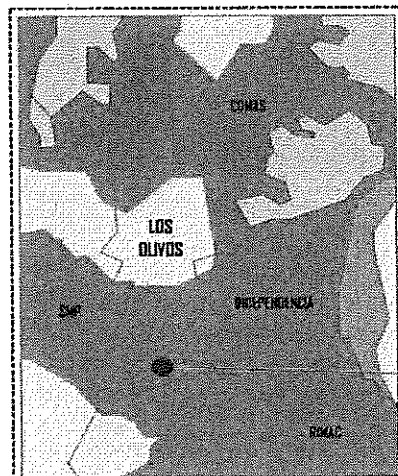 COMAS
LOS
OLIVOS
INDEPENDENCIA
SMP
RIMAC